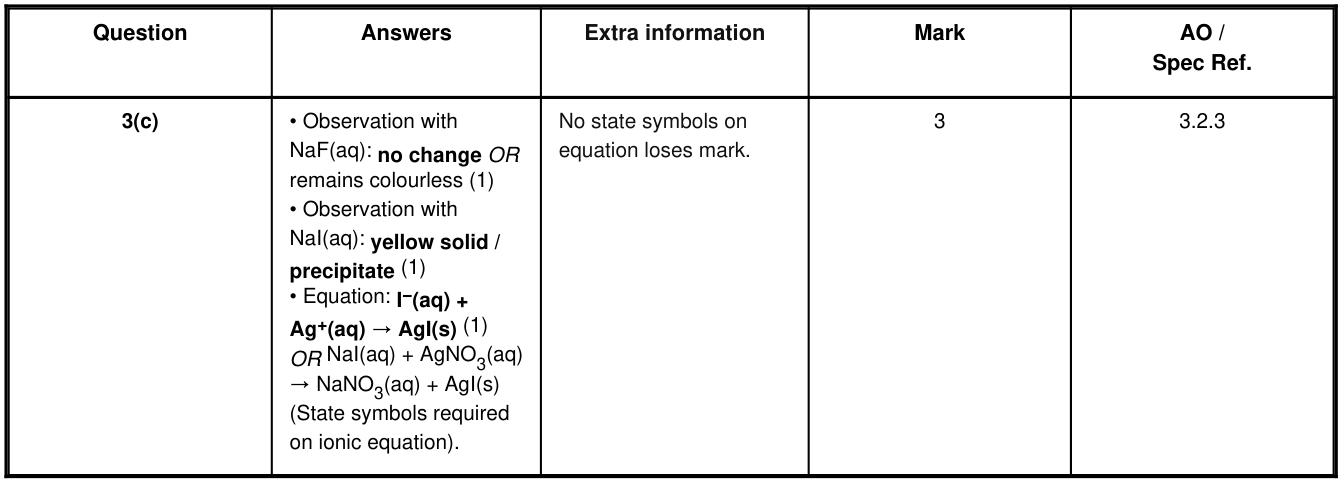 Question Answers Extra information Mark AO /
Spec Ref.
3(c) • Observation with No state symbols on 3 3.2.3
NaF(aq): no change OR equation loses mark.
remains colourless (1)
• Observation with
NaI(aq): yellow solid /
precipitate (1)
• Equation: I⁻(aq) +
Ag⁺(aq) → AgI(s) (1)
OR NaI(aq) + AgNO₃(aq)
→ NaNO₃(aq) + AgI(s)
(State symbols required
on ionic equation).